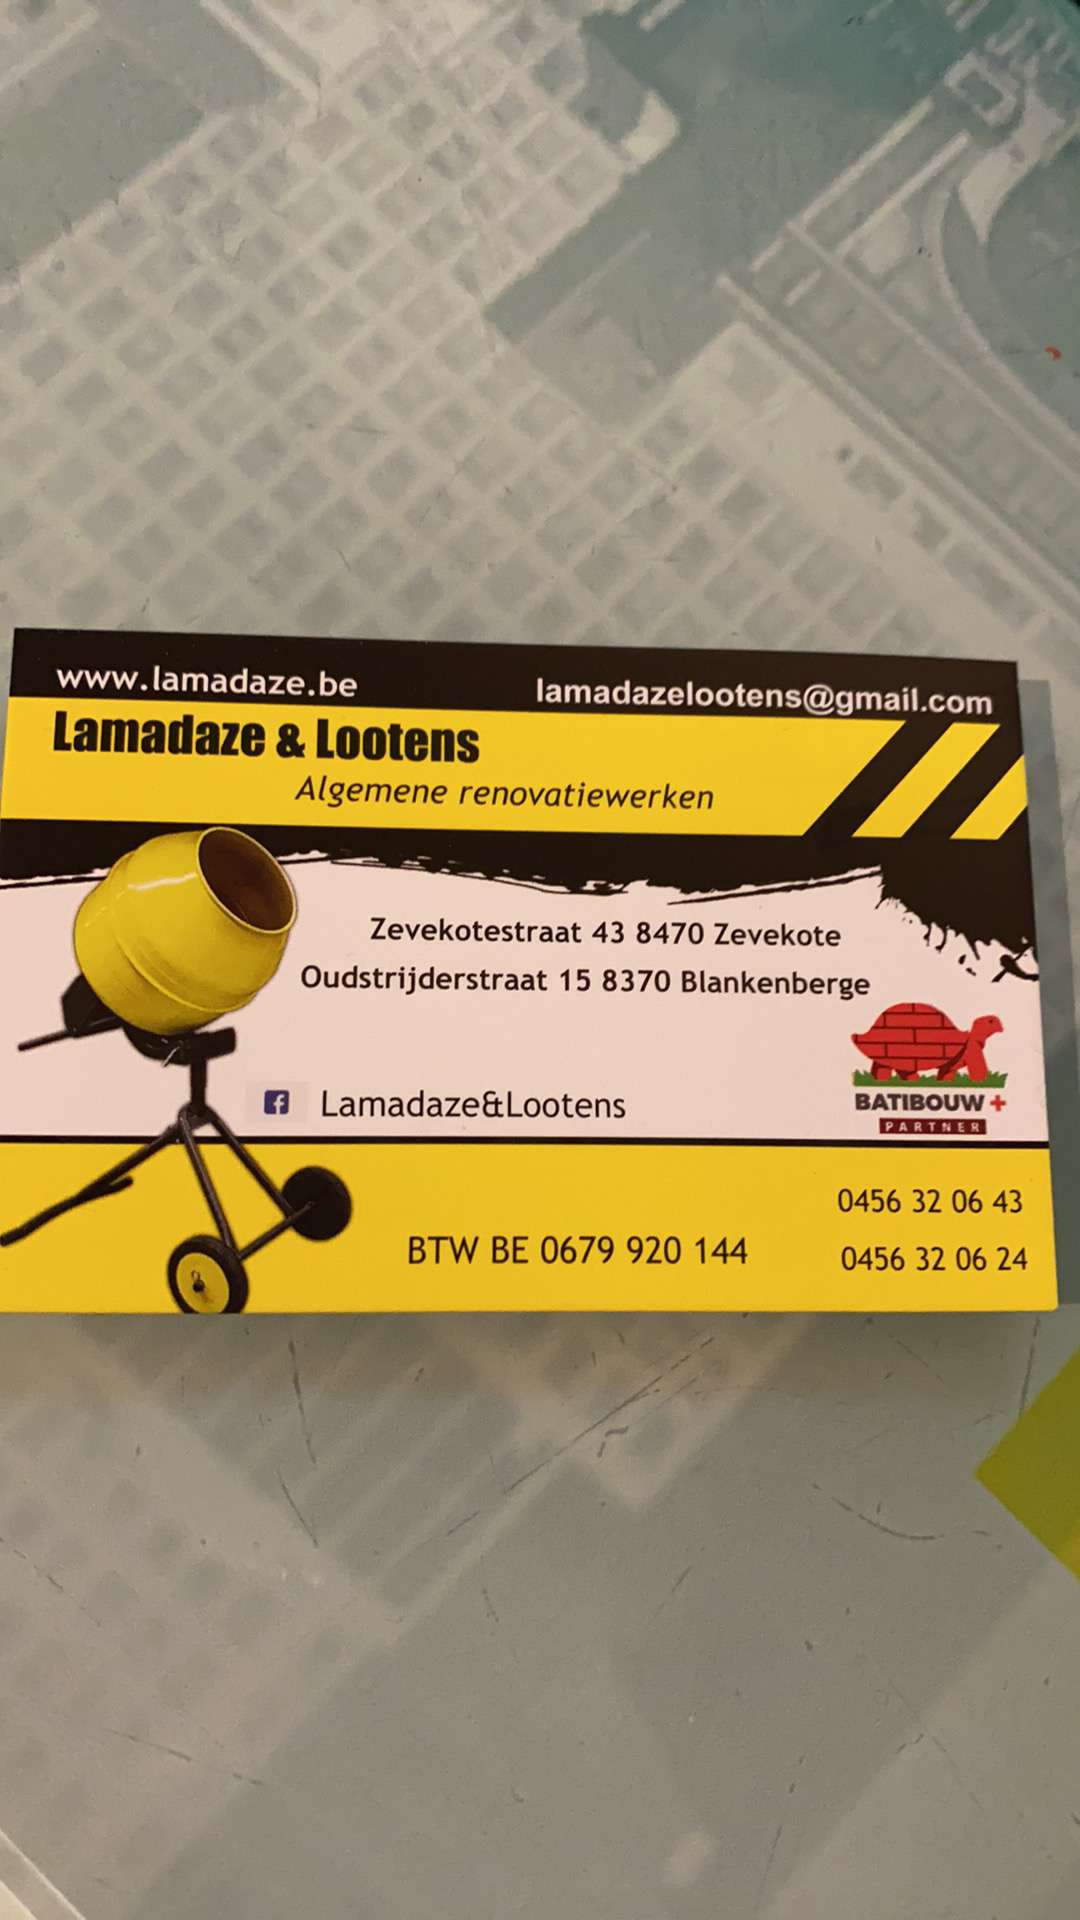 www.lamadaze.be
lamadazelootens@gmail.com
Lamadaze & Lootens
Algemene renovatiewerken
Zevekotestraat 43 8470 Zevekote
Oudstrijderstraat 15 8370 Blankenberge
Lamadaze&Lootens
BATIBOUW+
PARTNER
BTW BE 0679 920 144
0456 32 06 43
0456 32 06 24